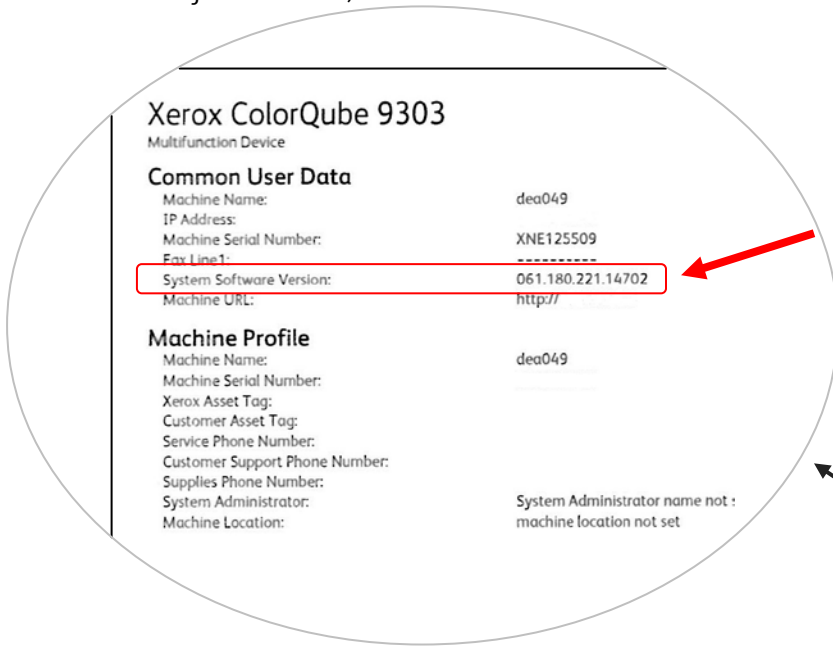 Xerox ColorQube 9303
Multifunction Device
Common User Data
Machine Name: dea049
IP Address:
Machine Serial Number: XNE125509
Fax Line1: ----------
System Software Version: 061.180.221.14702
Machine URL: http://
Machine Profile
Machine Name: dea049
Machine Serial Number:
Xerox Asset Tag:
Customer Asset Tag:
Service Phone Number:
Customer Support Phone Number:
Supplies Phone Number:
System Administrator: System Administrator name not
Machine Location: machine location not set